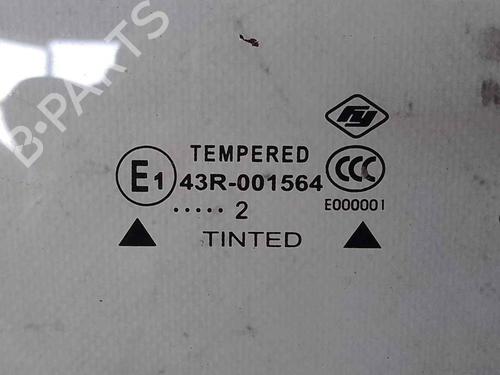 B-PARTS
TEMPERED
E1 43R-001564
CCC
E000001
..... 2
TINTED